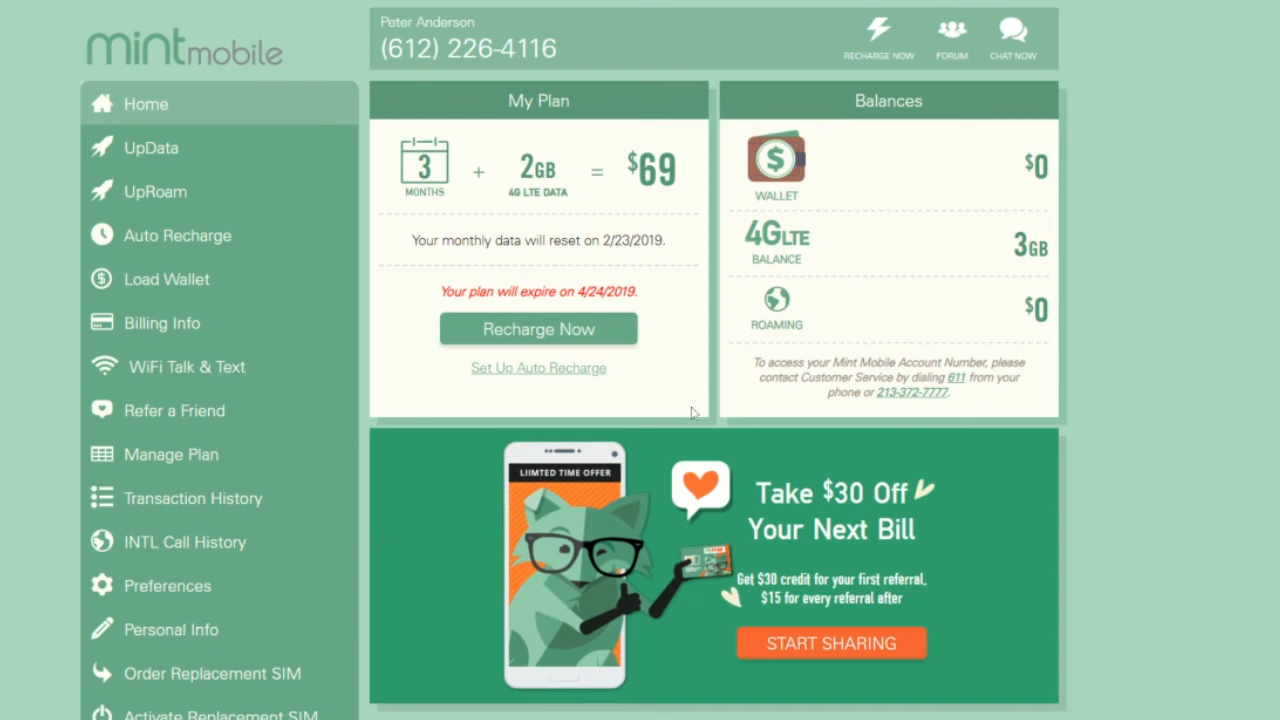 mintmobile
Peter Anderson
(612) 226-4116
RECHARGE NOW
FORUM
CHAT NOW
Home
UpData
UpRoam
Auto Recharge
Load Wallet
Billing Info
WiFi Talk & Text
Refer a Friend
Manage Plan
Transaction History
INTL Call History
Preferences
Personal Info
Order Replacement SIM
Activate Replacement SIM
My Plan
3 + 2GB = $69
MONTHS 4G LTE DATA
Your monthly data will reset on 2/23/2019.
Your plan will expire on 4/24/2019.
Recharge Now
Set Up Auto Recharge
Balances
$0
WALLET
4GLTE
BALANCE
3GB
$0
ROAMING
To access your Mint Mobile Account Number, please
contact Customer Service by dialing 611 from your
phone or 213-372-7777.
LIIMTED TIME OFFER
Take $30 Off
Your Next Bill
Get $30 credit for your first referral,
$15 for every referral after
START SHARING